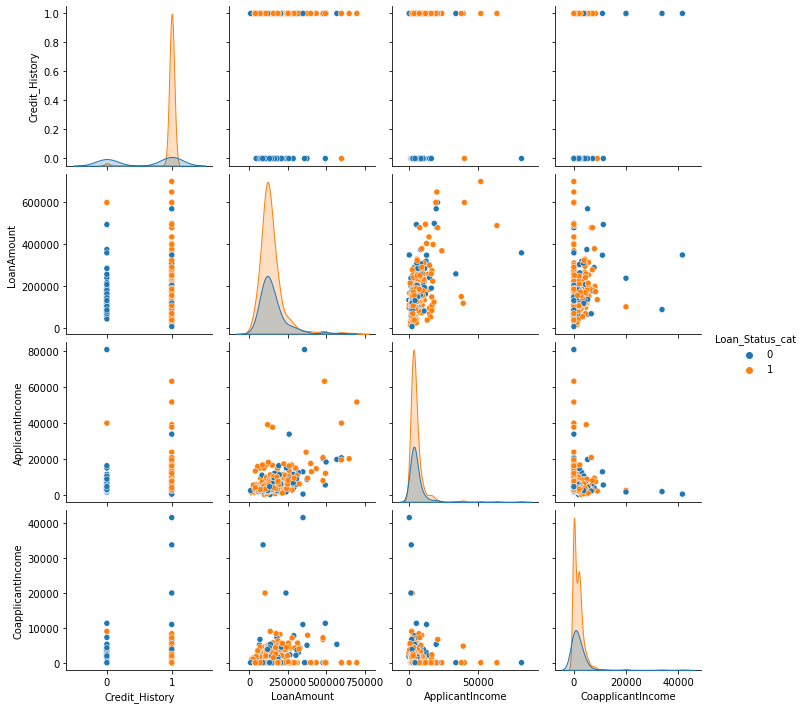 1.0
0.8
0.6
0.4
0.2
0.0
Credit_History
600000
400000
200000
0
LoanAmount
80000
60000
40000
20000
0
ApplicantIncome
40000
30000
20000
10000
0
CoapplicantIncome
0 1
Credit_History
0 250000 500000 750000
LoanAmount
0 50000
ApplicantIncome
0 20000 40000
CoapplicantIncome
Loan_Status_cat
0
1